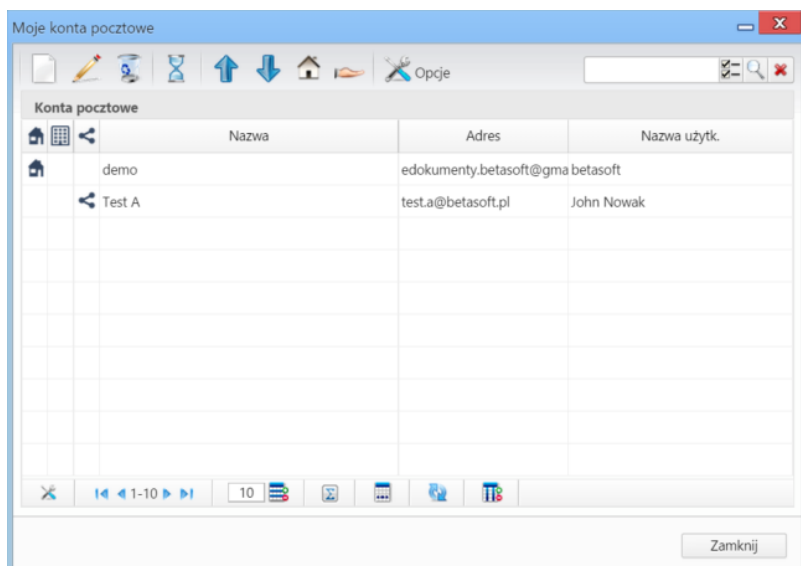 Moje konta pocztowe
Opcje
Konta pocztowe
Nazwa Adres Nazwa użytk.
demo edokumenty.betasoft@gma betasoft
Test A test.a@betasoft.pl John Nowak
1-10 10
Zamknij